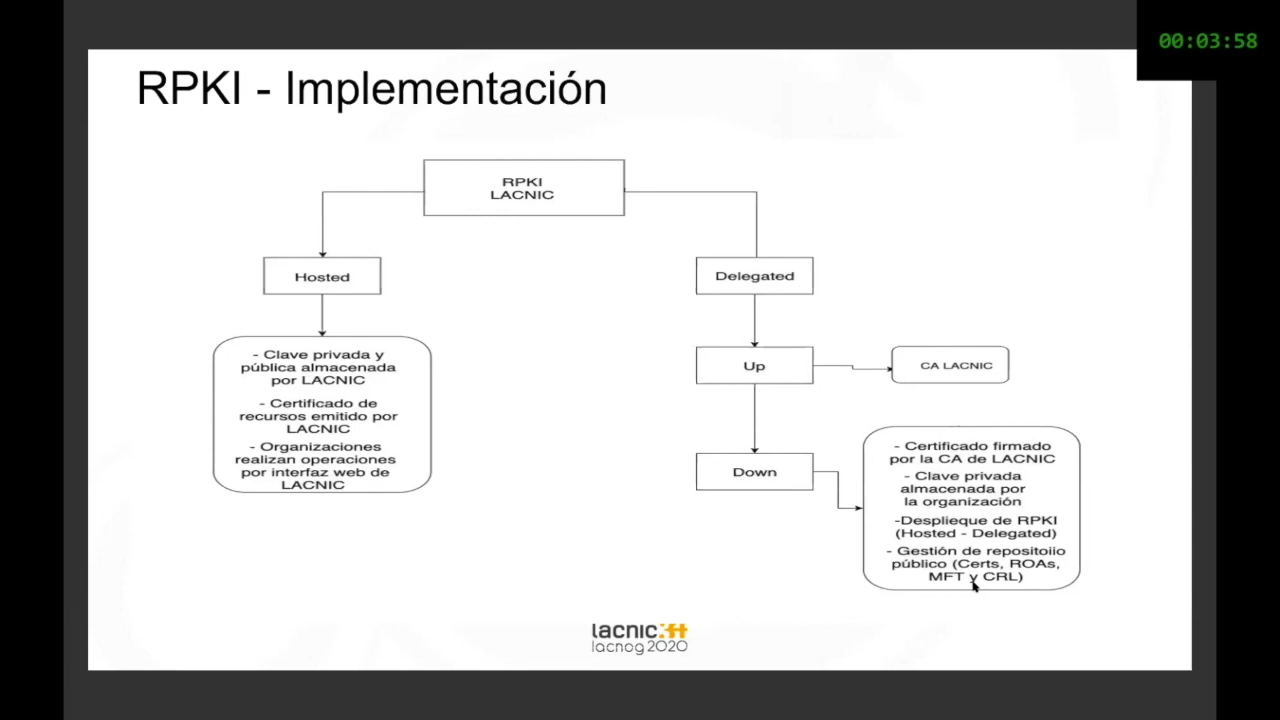 00:03:58
RPKI - Implementación
RPKI
LACNIC
Hosted
Delegated
- Clave privada y
pública almacenada
por LACNIC
- Certificado de
recursos emitido por
LACNIC
- Organizaciones
realizan operaciones
por interfaz web de
LACNIC
Up
CA LACNIC
Down
- Certificado firmado
por la CA de LACNIC
- Clave privada
almacenada por
la organización
-Desplieque de RPKI
(Hosted - Delegated)
- Gestión de repositoiio
público (Certs, ROAs,
MFT y CRL)
lacnic34
lacnog2020